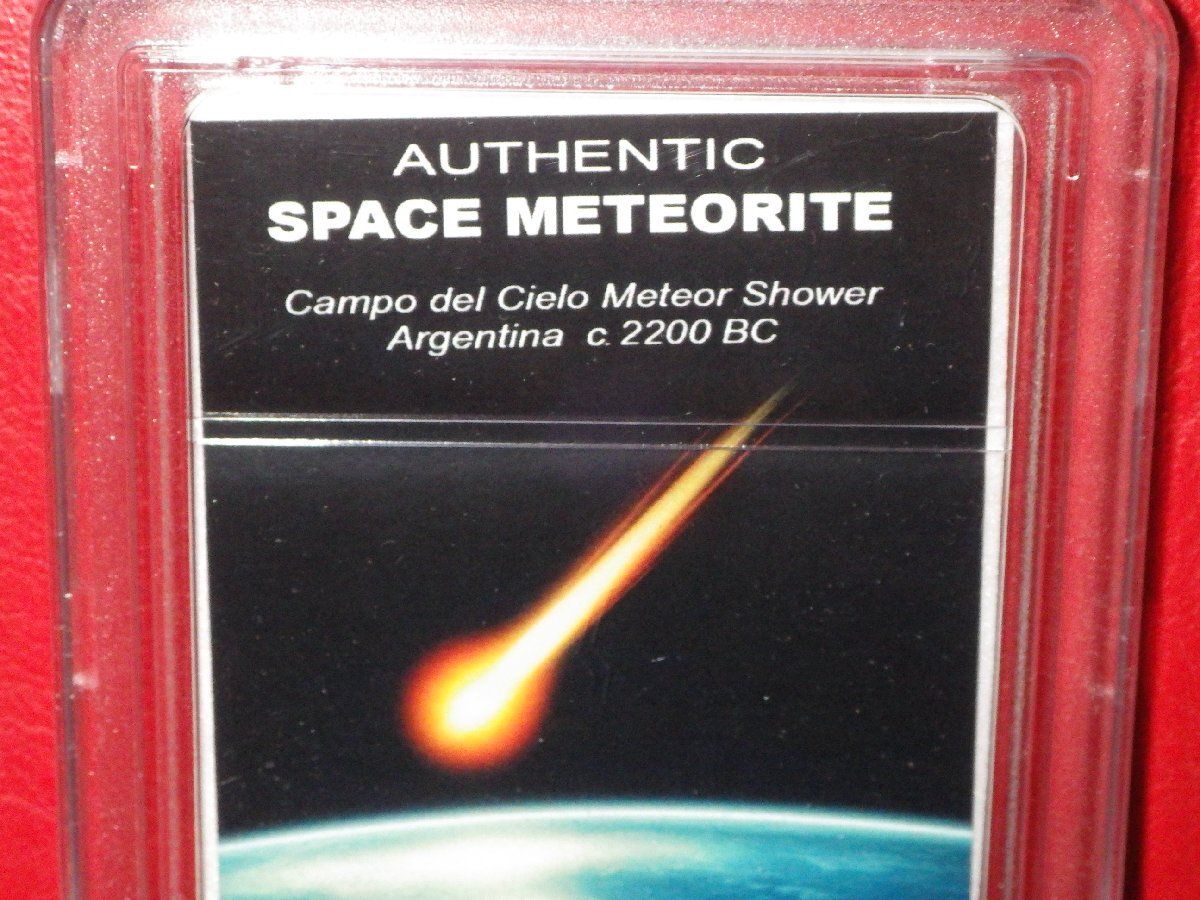 AUTHENTIC
SPACE METEORITE
Campo del Cielo Meteor Shower
Argentina c. 2200 BC